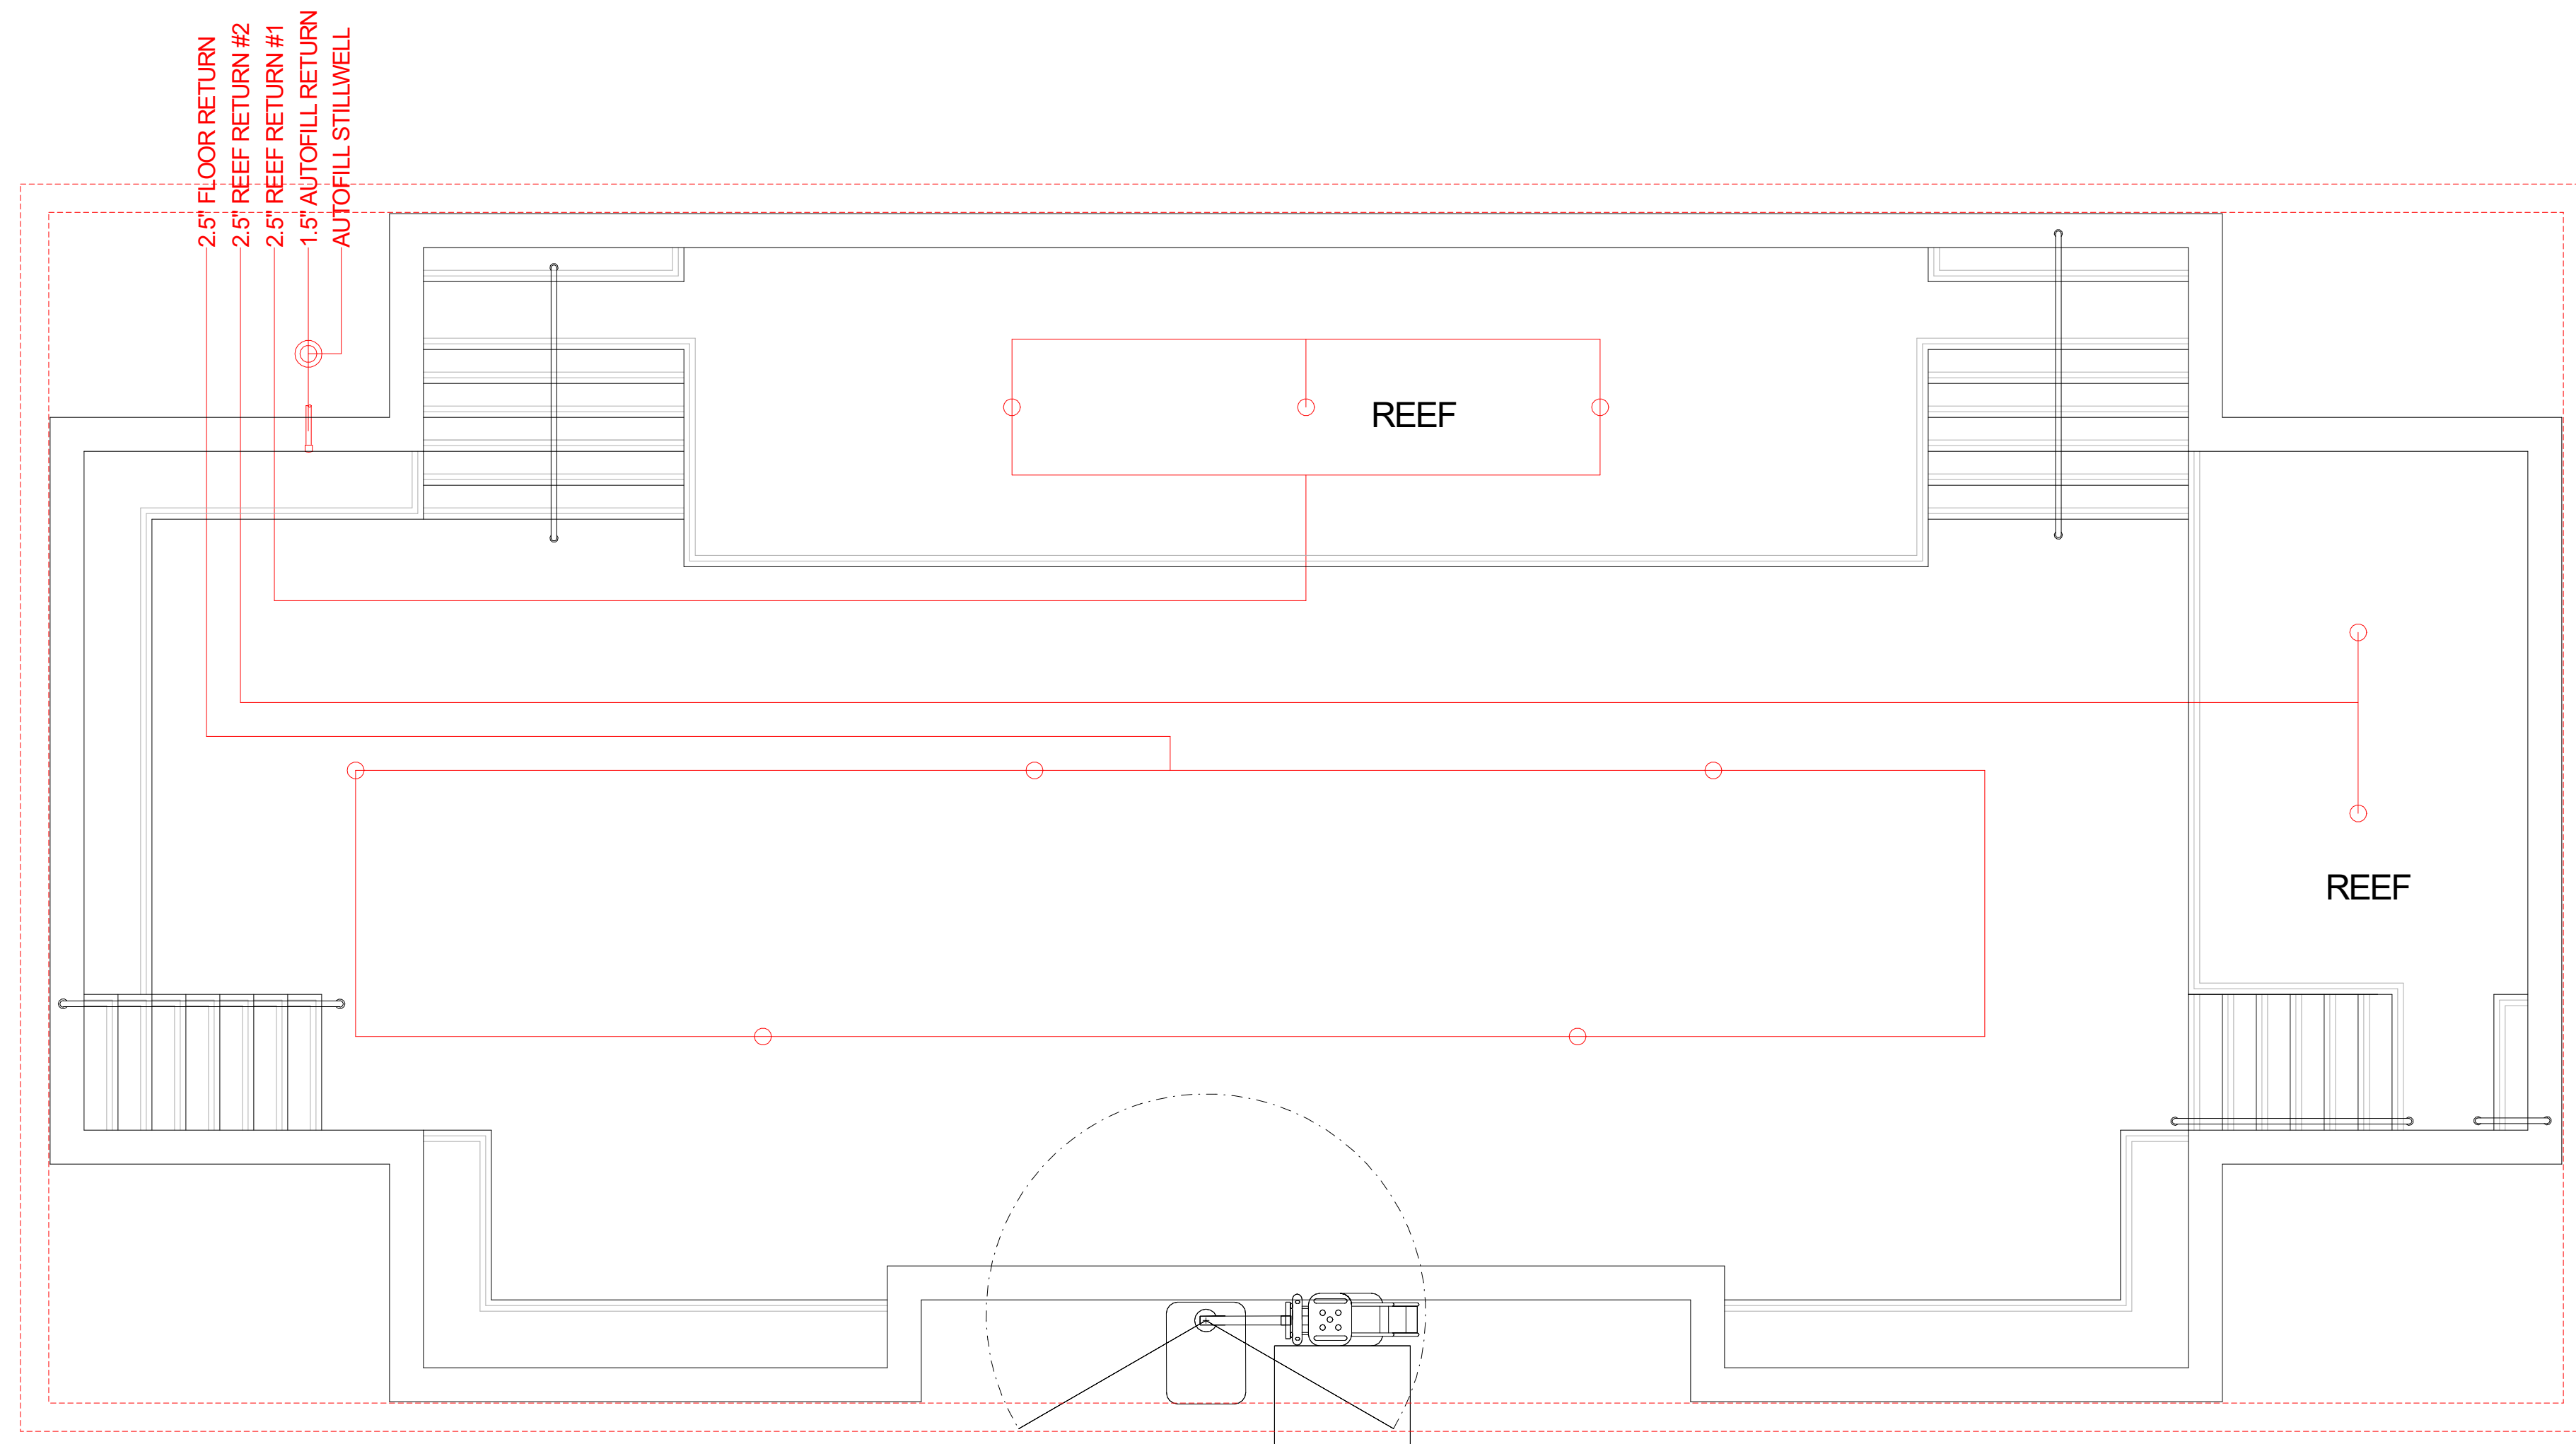 2.5" FLOOR RETURN
2.5" REEF RETURN #2
2.5" REEF RETURN #1
1.5" AUTOFILL RETURN
AUTOFILL STILLWELL
REEF
REEF